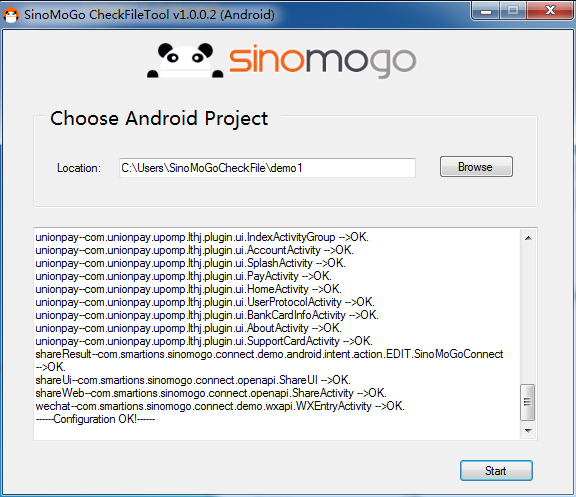 SinoMoGo CheckFileTool v1.0.0.2 (Android)
sinomogo
Choose Android Project
Location: C:\Users\SinoMoGoCheckFile\demo1 Browse
unionpay--com.unionpay.upomp.lthj.plugin.ui.IndexActivityGroup -->OK.
unionpay--com.unionpay.upomp.lthj.plugin.ui.AccountActivity -->OK.
unionpay--com.unionpay.upomp.lthj.plugin.ui.SplashActivity -->OK.
unionpay--com.unionpay.upomp.lthj.plugin.ui.PayActivity -->OK.
unionpay--com.unionpay.upomp.lthj.plugin.ui.HomeActivity -->OK.
unionpay--com.unionpay.upomp.lthj.plugin.ui.UserProtocolActivity -->OK.
unionpay--com.unionpay.upomp.lthj.plugin.ui.BankCardInfoActivity -->OK.
unionpay--com.unionpay.upomp.lthj.plugin.ui.AboutActivity -->OK.
unionpay--com.unionpay.upomp.lthj.plugin.ui.SupportCardActivity -->OK.
shareResult--com.smartions.sinomogo.connect.demo.android.intent.action.EDIT.SinoMoGoConnect
-->OK.
shareUi--com.smartions.sinomogo.connect.openapi.ShareUI -->OK.
shareWeb--com.smartions.sinomogo.connect.openapi.ShareActivity -->OK.
wechat--com.smartions.sinomogo.connect.demo.wxapi.WXEntryActivity -->OK.
------Configuration OK!------
Start